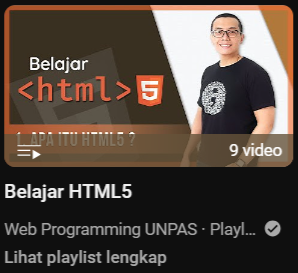 Belajar
<html>5
1. APA ITU HTML5 ?
9 video
Belajar HTML5
Web Programming UNPAS · Playl...
Lihat playlist lengkap